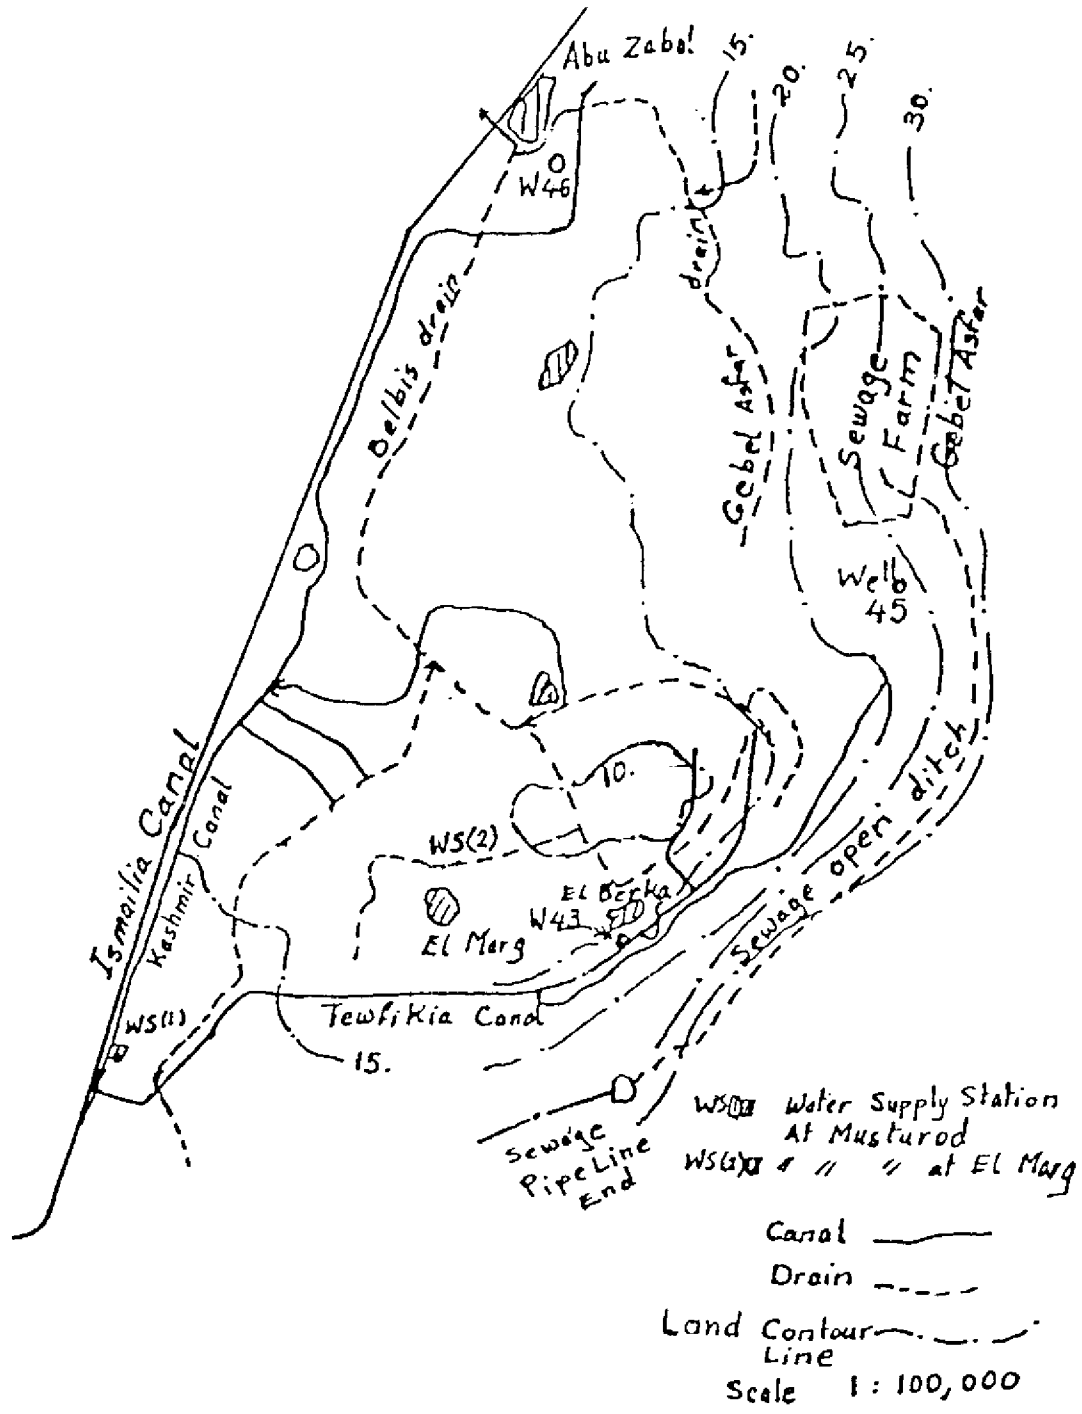 Abu Zabal
15.
20.
25.
30.
W46
drain
Belbis drain
Gebel Asfar
Sewage
Farm
Gebel Asfar
Wello
45
Ismailia Canal
Kashmir Canal
10.
WS(2)
El Berka
W43
El Marg
Sewage open ditch
Tewfikia Canal
WS(1)
15.
Sewage
Pipe Line
End
Water Supply Station
At Musturod
WS(2) " " " at El Marg
Canal
Drain
Land Contour
Line
Scale 1 : 100,000